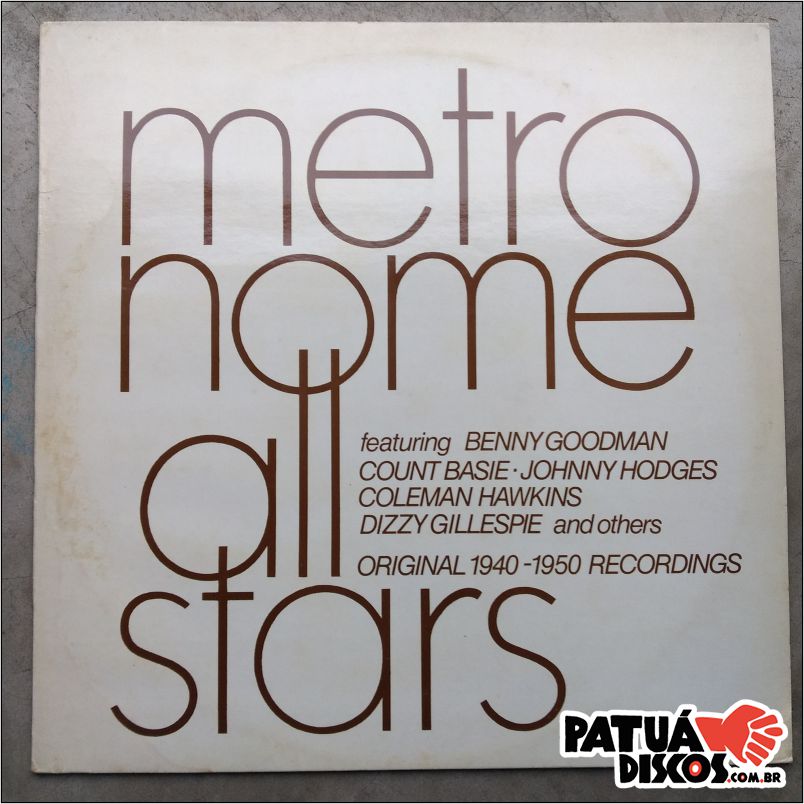 metro
nome
all
featuring BENNY GOODMAN
COUNT BASIE · JOHNNY HODGES
COLEMAN HAWKINS
DIZZY GILLESPIE and others
ORIGINAL 1940-1950 RECORDINGS
stars
PATUÁ
DISCOS.COM.BR